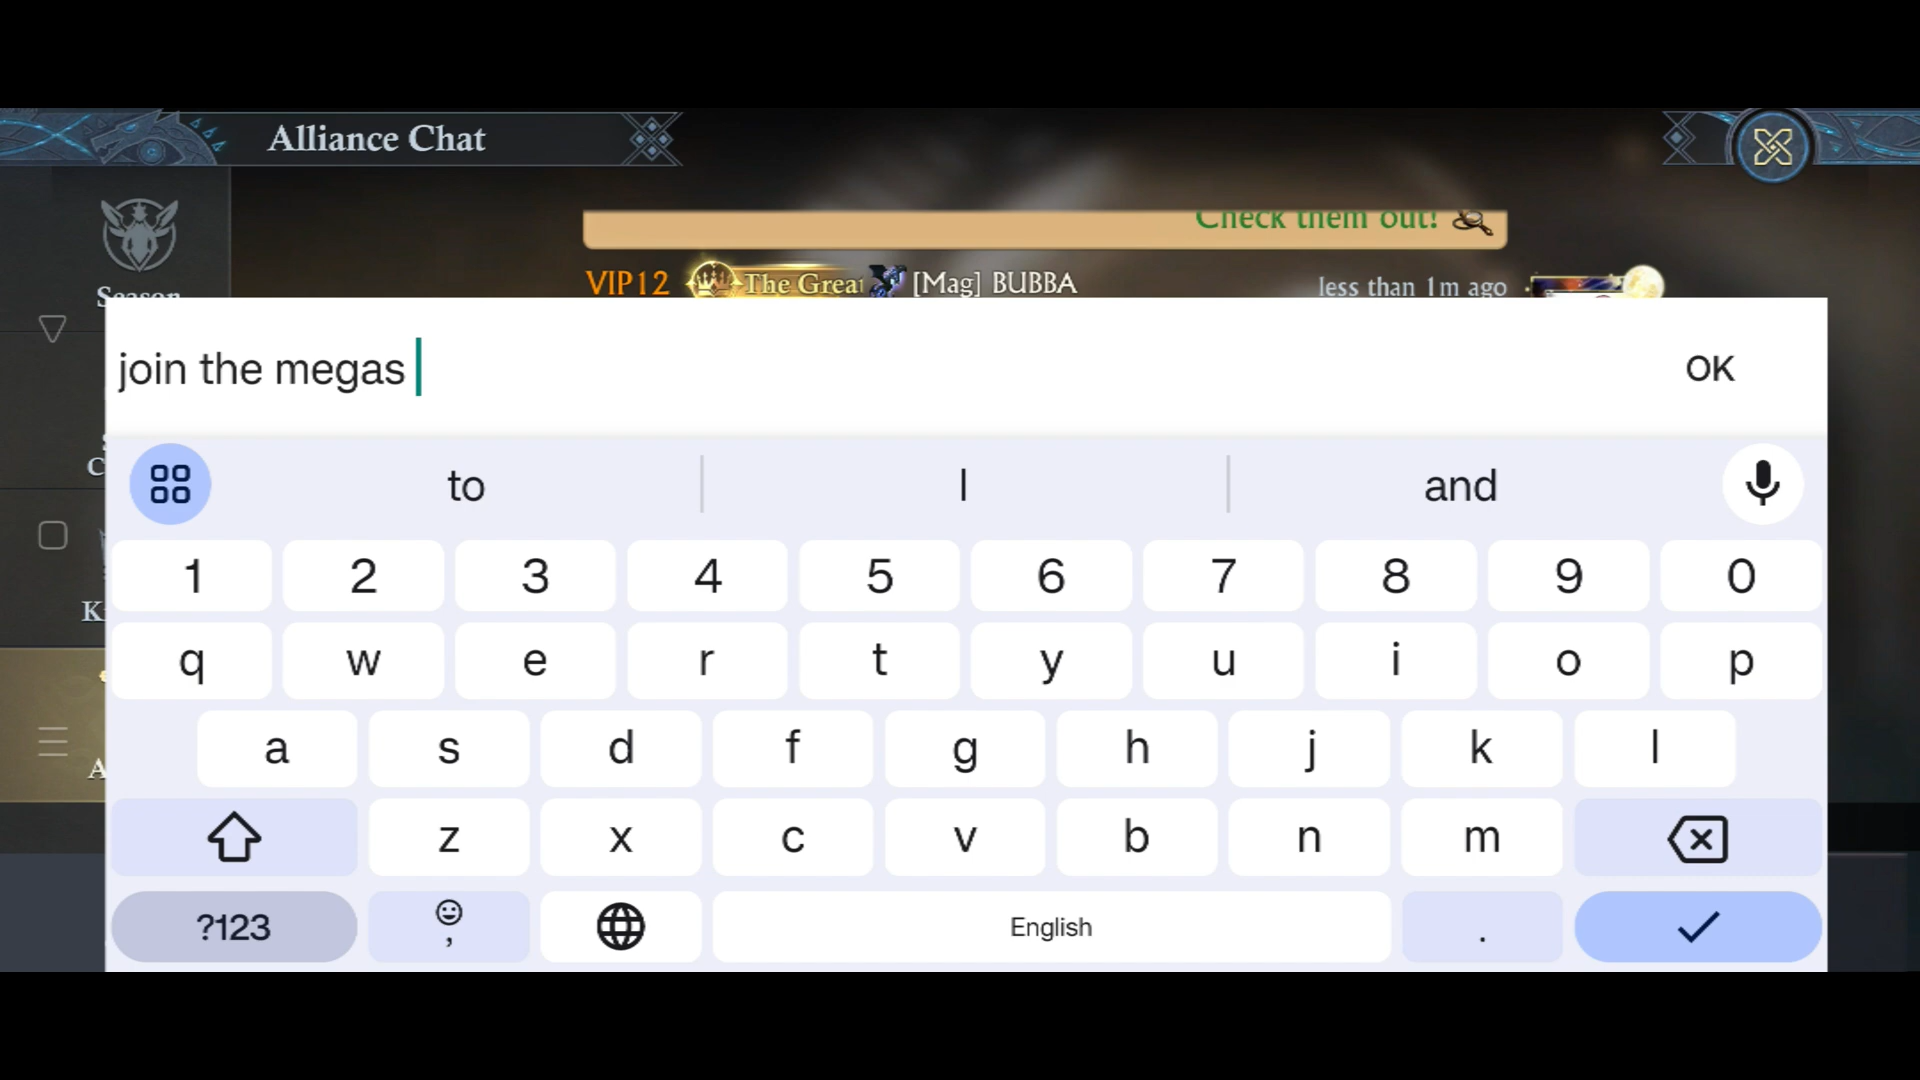 Alliance Chat
Check them out!
VIP12 The Great [Mag] BUBBA less than 1m ago
Season
join the megas
OK
to I and
1 2 3 4 5 6 7 8 9 0
q w e r t y u i o p
a s d f g h j k l
z x c v b n m
?123 , English .